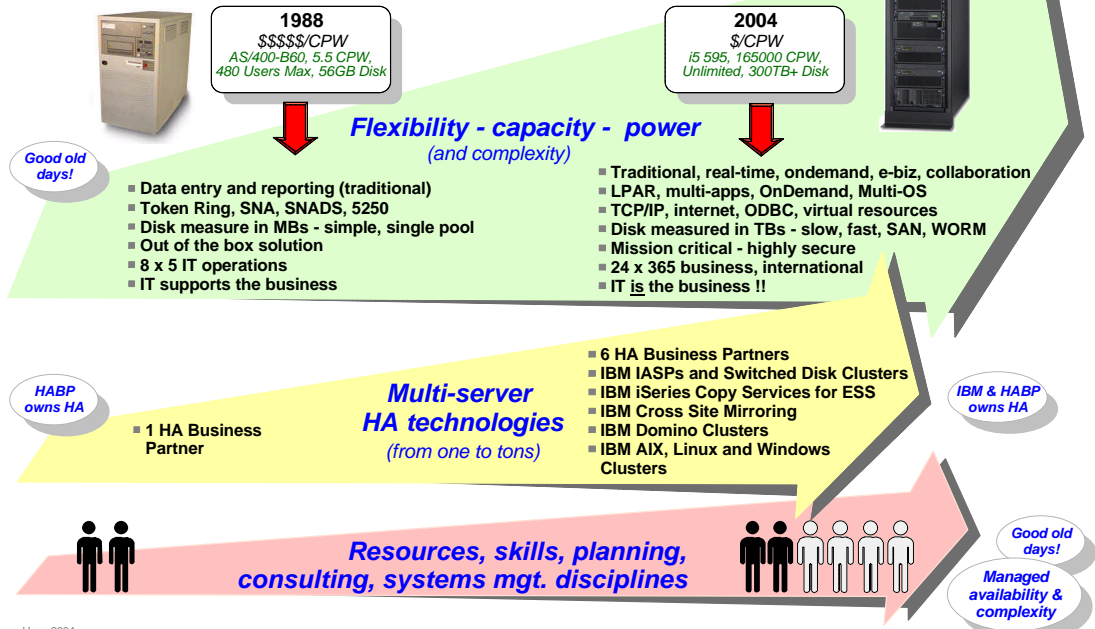 1988
$$$$$/CPW
AS/400-B60, 5.5 CPW,
480 Users Max, 56GB Disk
2004
$/CPW
i5 595, 165000 CPW,
Unlimited, 300TB+ Disk
Flexibility - capacity - power
(and complexity)
Good old
days!
Data entry and reporting (traditional)
Token Ring, SNA, SNADS, 5250
Disk measure in MBs - simple, single pool
Out of the box solution
8 x 5 IT operations
IT supports the business
Traditional, real-time, ondemand, e-biz, collaboration
LPAR, multi-apps, OnDemand, Multi-OS
TCP/IP, internet, ODBC, virtual resources
Disk measured in TBs - slow, fast, SAN, WORM
Mission critical - highly secure
24 x 365 business, international
IT is the business !!
HABP
owns HA
1 HA Business
Partner
Multi-server
HA technologies
(from one to tons)
6 HA Business Partners
IBM IASPs and Switched Disk Clusters
IBM iSeries Copy Services for ESS
IBM Cross Site Mirroring
IBM Domino Clusters
IBM AIX, Linux and Windows
Clusters
IBM & HABP
owns HA
Resources, skills, planning,
consulting, systems mgt. disciplines
Good old
days!
Managed
availability &
complexity